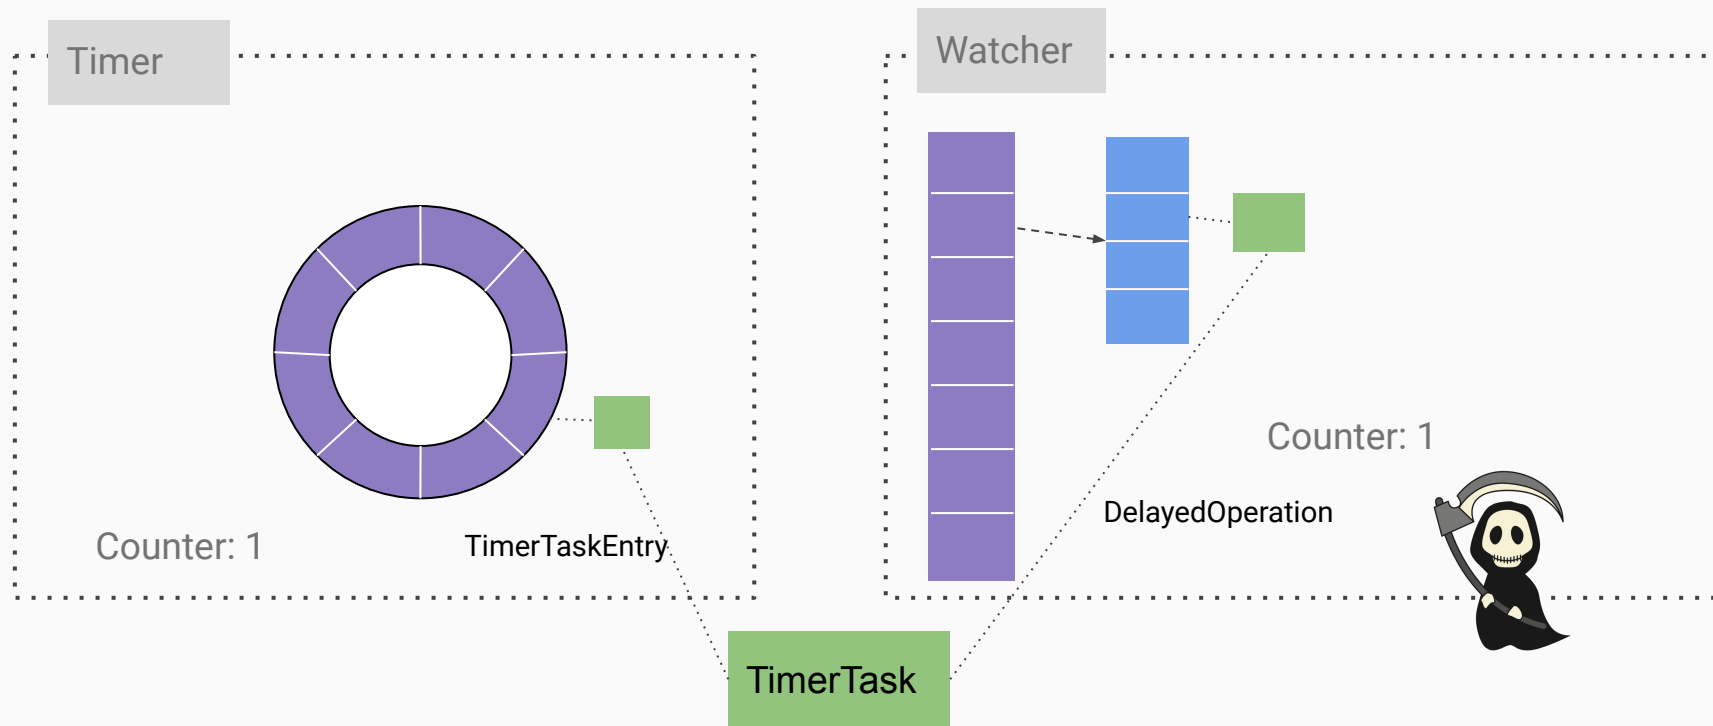 Timer
Watcher
Counter: 1
DelayedOperation
Counter: 1
TimerTaskEntry
TimerTask